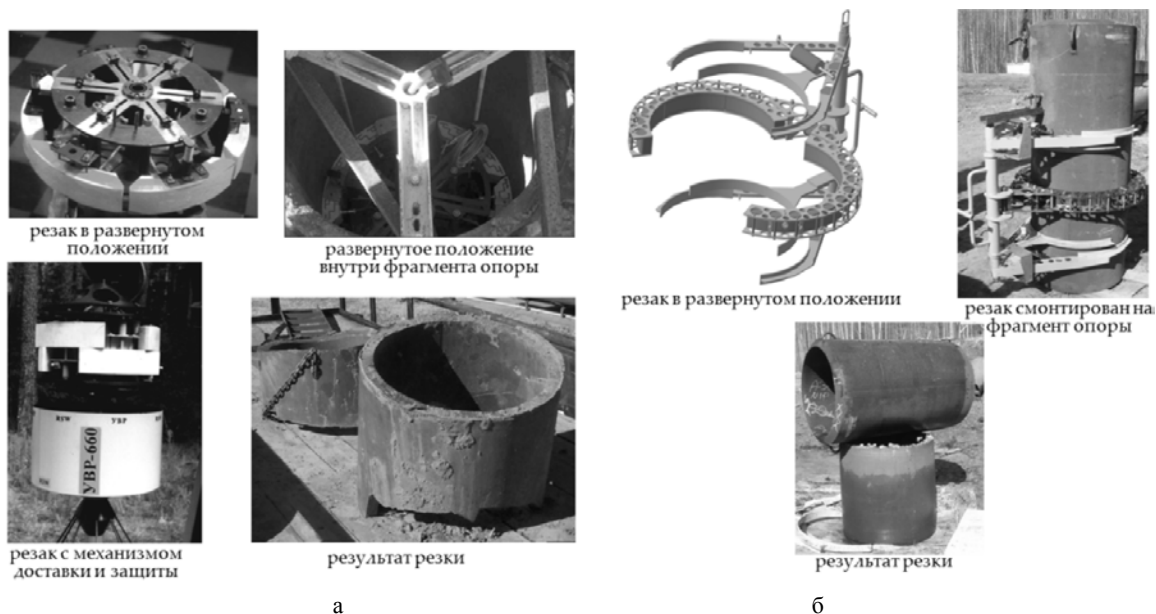 б
резак в развернутом
положении
развернутое положение
внутри фрагмента опоры
УВР
УВР-660
резак с механизмом
доставки и защиты
результат резки
а
резак в развернутом положении
резак смонтирован на
фрагмент опоры
результат резки
б